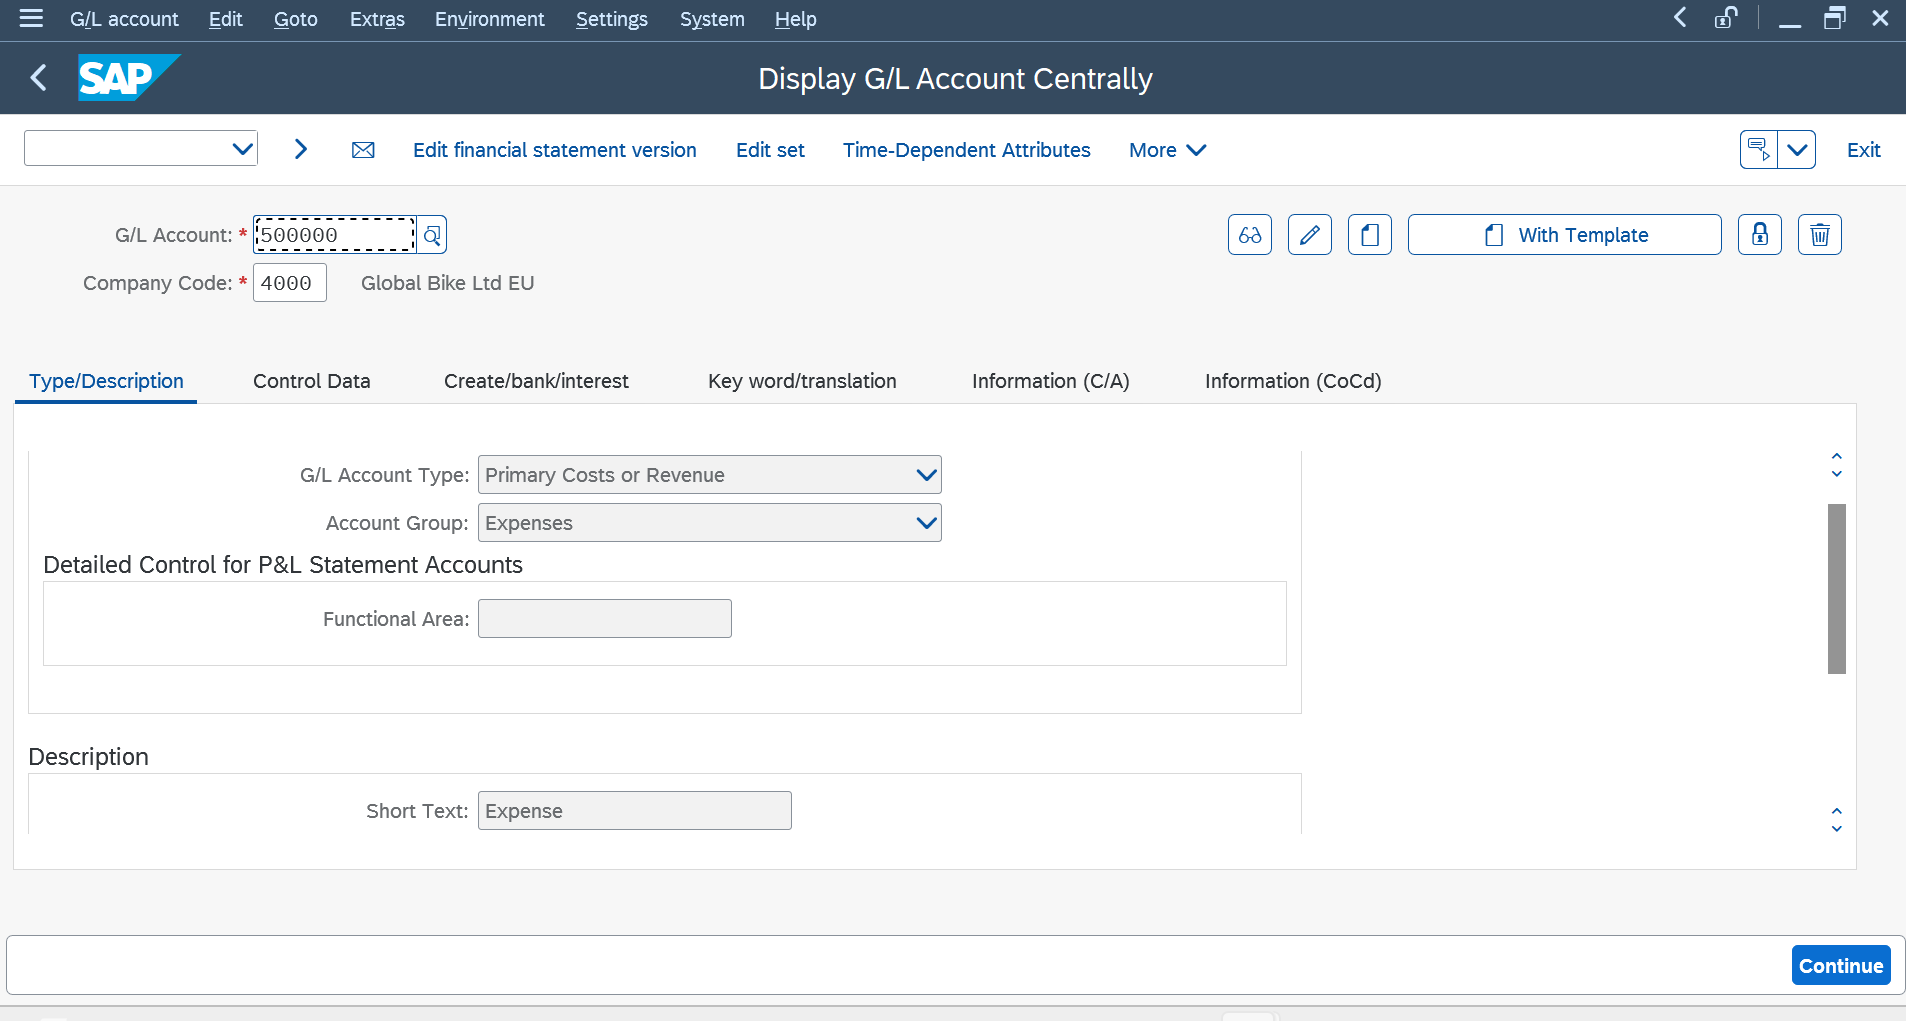 G/L account Edit Goto Extras Environment Settings System Help
SAP Display G/L Account Centrally
Edit financial statement version Edit set Time-Dependent Attributes More Exit
G/L Account: * 500000 With Template
Company Code: * 4000 Global Bike Ltd EU
Type/Description Control Data Create/bank/interest Key word/translation Information (C/A) Information (CoCd)
G/L Account Type: Primary Costs or Revenue
Account Group: Expenses
Detailed Control for P&L Statement Accounts
Functional Area:
Description
Short Text: Expense
Continue